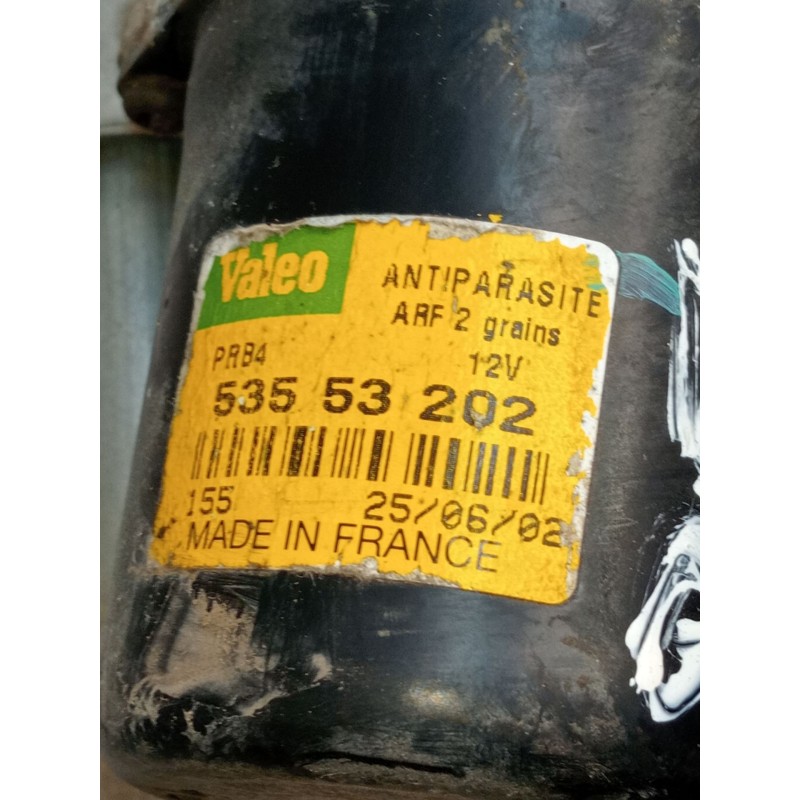 Valeo
ANTIPARASITE
ARF 2 grains
PRB4
12V
535 53 202
155
25/06/02
MADE IN FRANCE